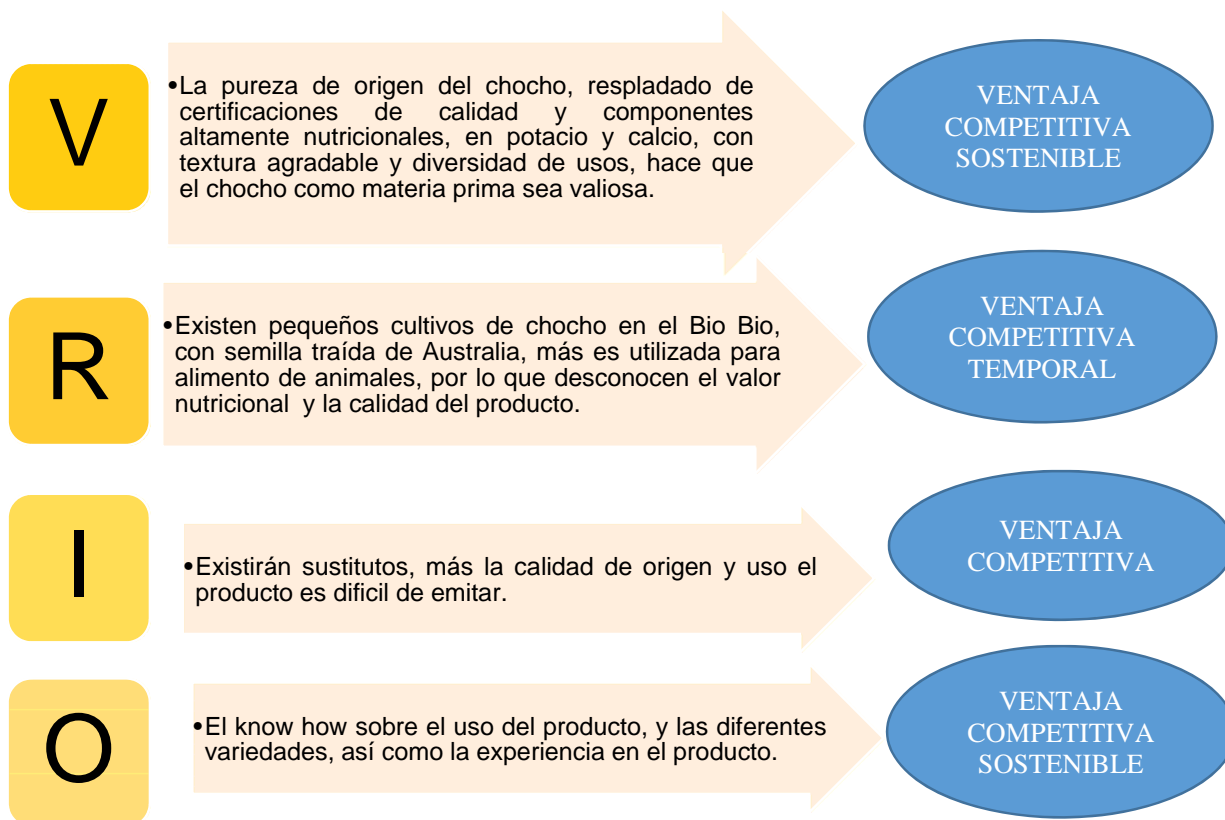 V
•La pureza de origen del chocho, respladado de
certificaciones de calidad y componentes
altamente nutricionales, en potacio y calcio, con
textura agradable y diversidad de usos, hace que
el chocho como materia prima sea valiosa.
VENTAJA
COMPETITIVA
SOSTENIBLE
R
•Existen pequeños cultivos de chocho en el Bio Bio,
con semilla traída de Australia, más es utilizada para
alimento de animales, por lo que desconocen el valor
nutricional y la calidad del producto.
VENTAJA
COMPETITIVA
TEMPORAL
I
•Existirán sustitutos, más la calidad de origen y uso el
producto es dificil de emitar.
VENTAJA
COMPETITIVA
O
•El know how sobre el uso del producto, y las diferentes
variedades, así como la experiencia en el producto.
VENTAJA
COMPETITIVA
SOSTENIBLE